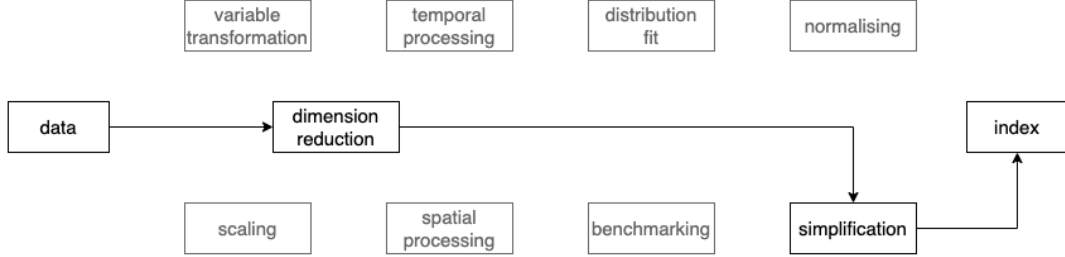 variable
transformation
temporal
processing
distribution
fit
normalising
data
dimension
reduction
index
scaling
spatial
processing
benchmarking
simplification